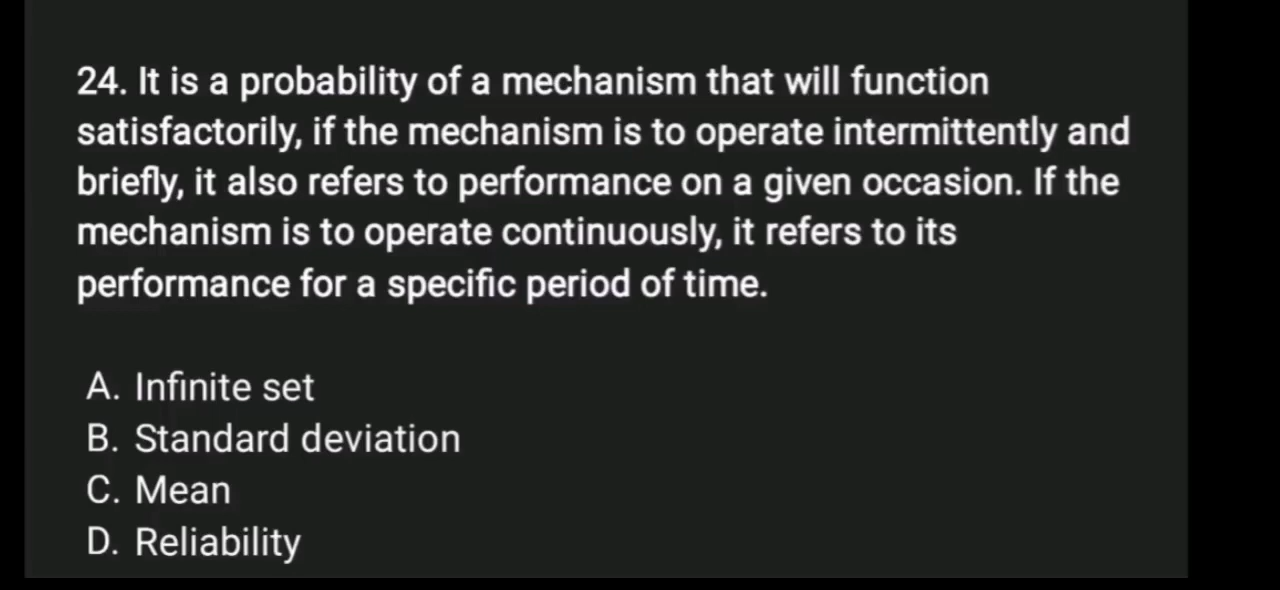 24. It is a probability of a mechanism that will function
satisfactorily, if the mechanism is to operate intermittently and
briefly, it also refers to performance on a given occasion. If the
mechanism is to operate continuously, it refers to its
performance for a specific period of time.
A. Infinite set
B. Standard deviation
C. Mean
D. Reliability